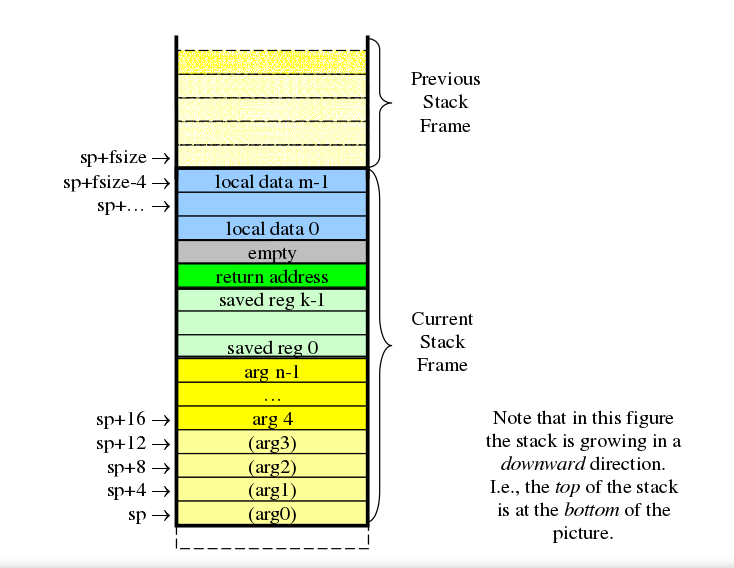 Previous
Stack
Frame
sp+fsize →
sp+fsize-4 →
local data m-1
sp+… →
local data 0
empty
return address
saved reg k-1
Current
Stack
Frame
saved reg 0
arg n-1
…
sp+16 →
arg 4
sp+12 →
(arg3)
sp+8 →
(arg2)
sp+4 →
(arg1)
sp →
(arg0)
Note that in this figure
the stack is growing in a
downward direction.
I.e., the top of the stack
is at the bottom of the
picture.